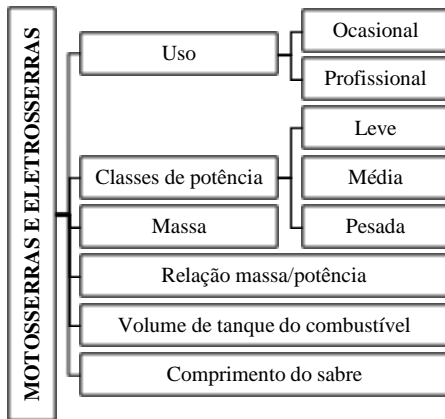 MOTOSSERRAS E ELETROSSERRAS
Uso
Ocasional
Profissional
Classes de potência
Leve
Média
Pesada
Massa
Relação massa/potência
Volume de tanque do combustível
Comprimento do sabre